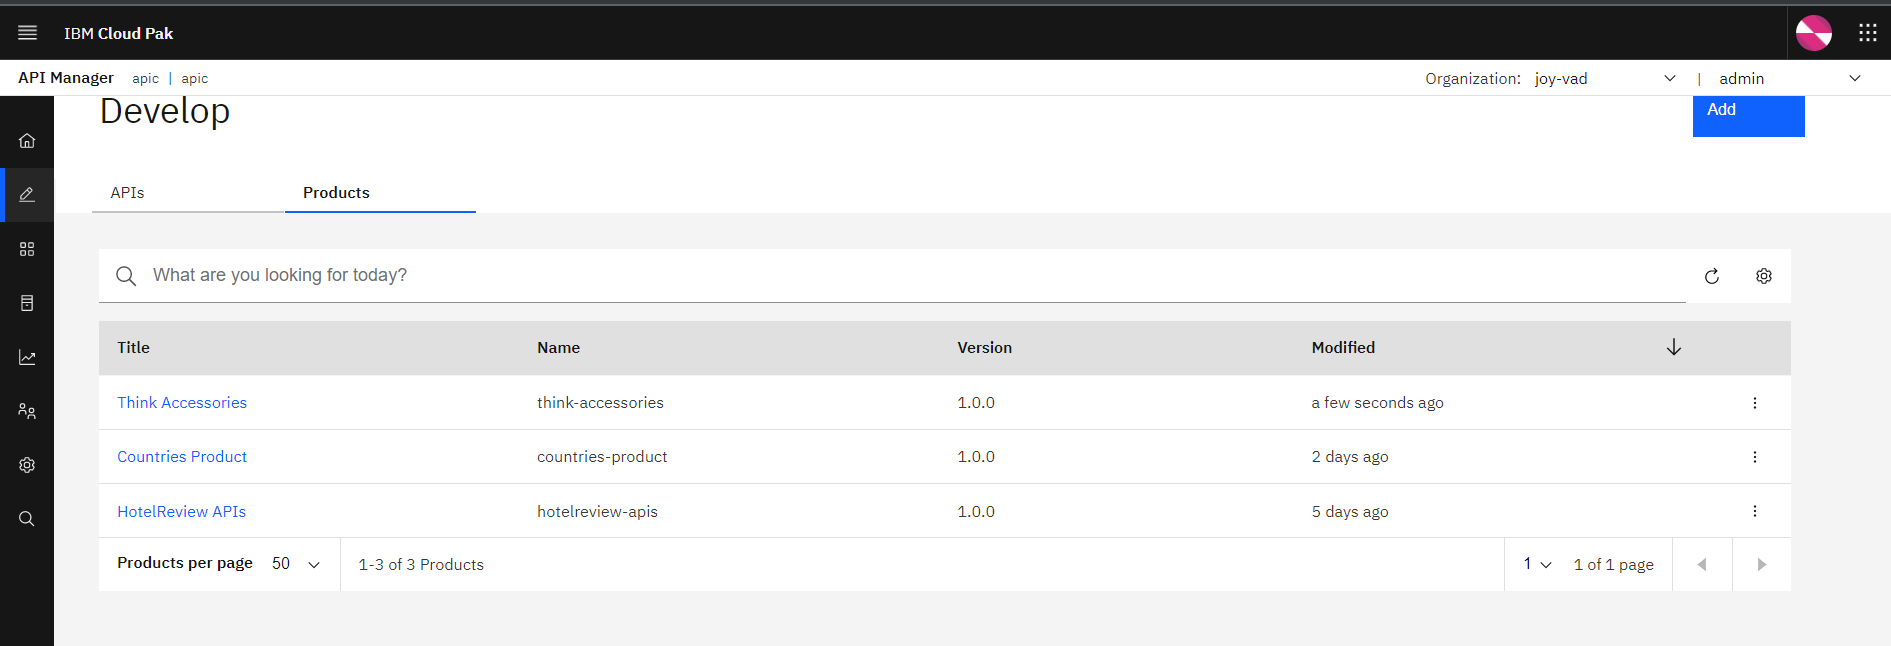 IBM Cloud Pak
API Manager apic | apic Organization: joy-vad | admin
Develop Add
APIs Products
What are you looking for today?
Title Name Version Modified
Think Accessories think-accessories 1.0.0 a few seconds ago
Countries Product countries-product 1.0.0 2 days ago
HotelReview APIs hotelreview-apis 1.0.0 5 days ago
Products per page 50 1-3 of 3 Products 1 1 of 1 page